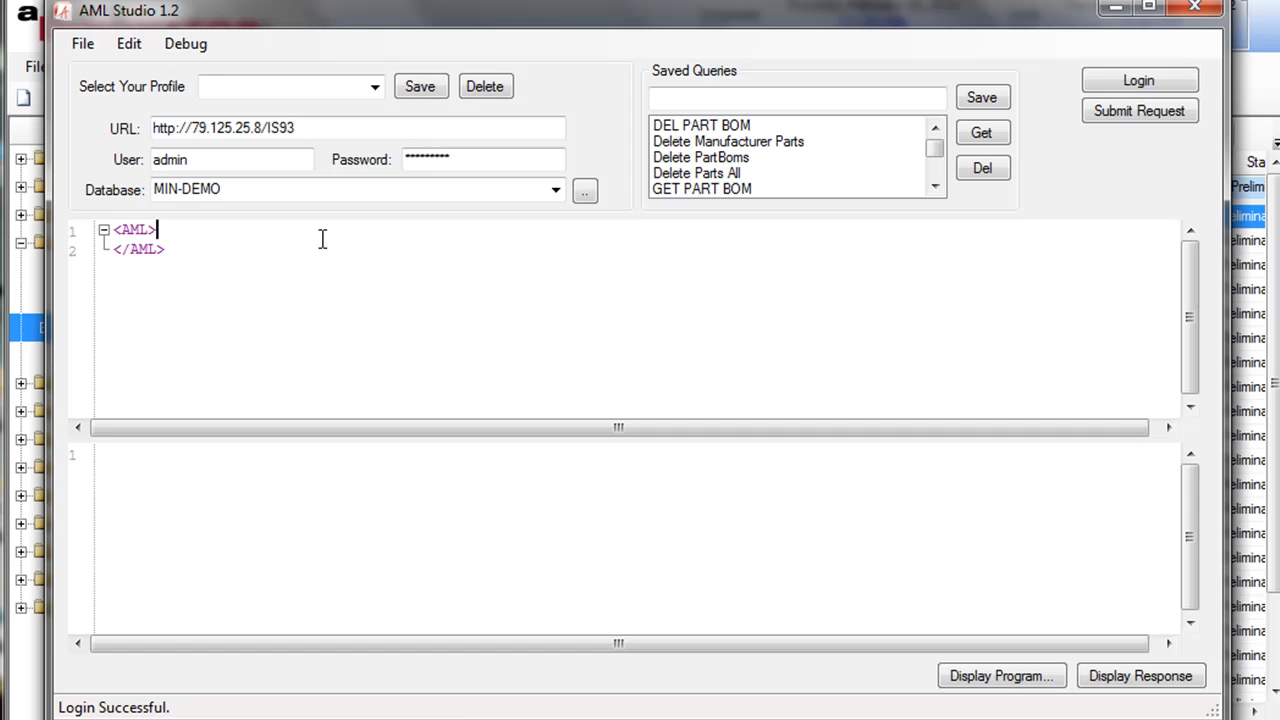 a
AML Studio 1.2
File
File Edit Debug
Select Your Profile
Save
Delete
URL: http://79.125.25.8/IS93
User: admin
Password: *********
Database: MIN-DEMO
..
Saved Queries
Save
DEL PART BOM
Delete Manufacturer Parts
Delete PartBoms
Delete Parts All
GET PART BOM
Get
Del
Login
Submit Request
1 <AML>
2 </AML>
1
Display Program...
Display Response
Login Successful.
Sta
Prelimina